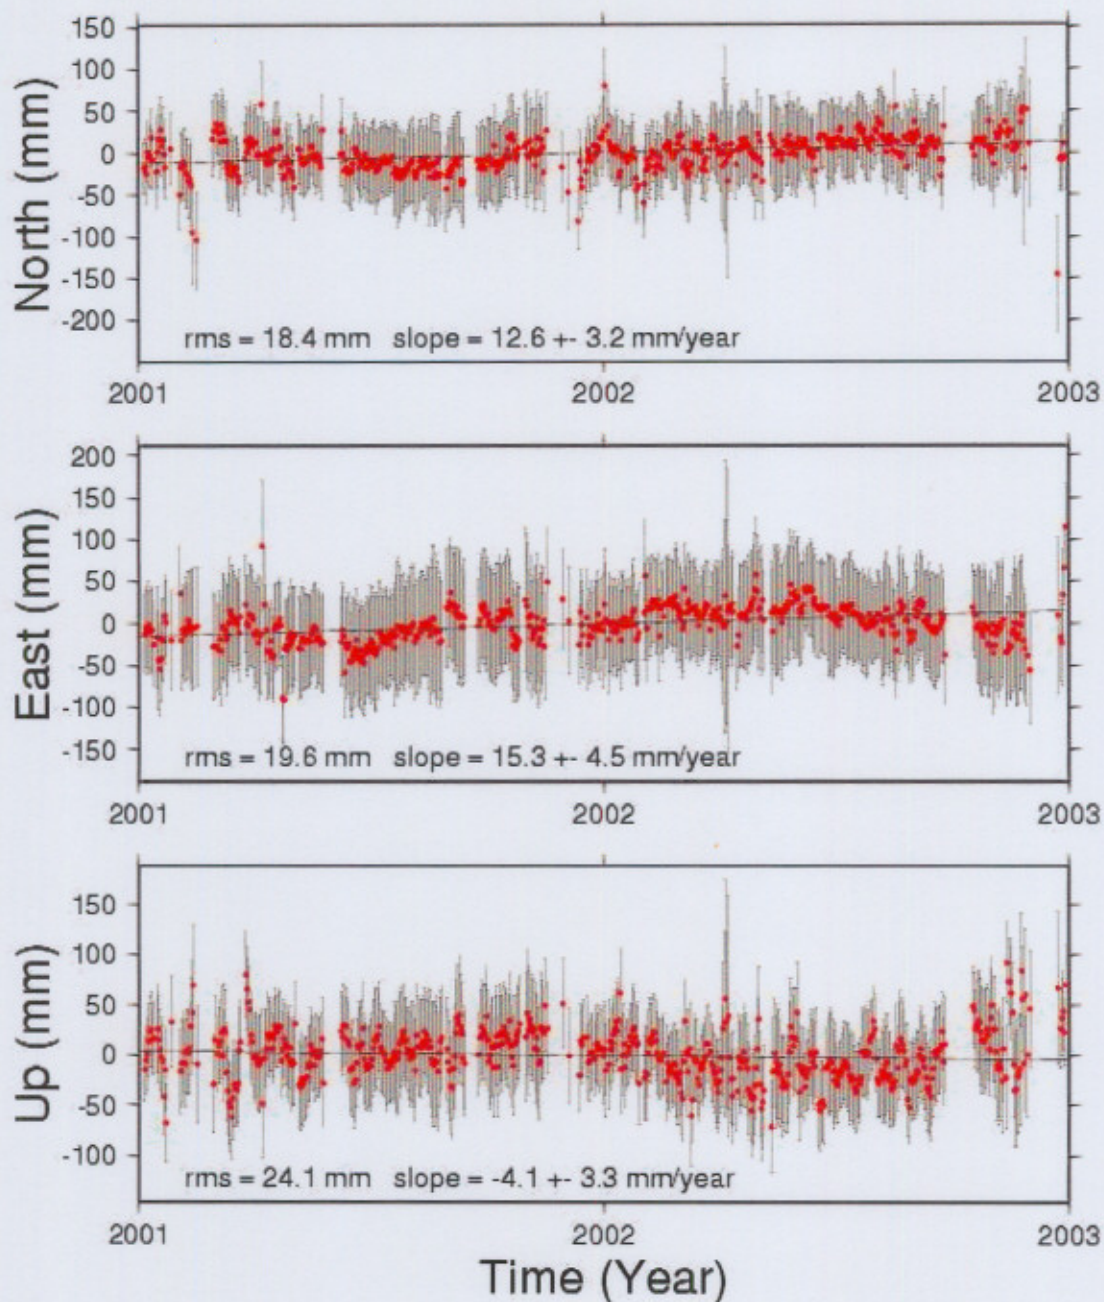 North (mm)
150
100
50
0
-50
-100
-150
-200
rms = 18.4 mm slope = 12.6 +- 3.2 mm/year
2001 2002 2003
East (mm)
200
150
100
50
0
-50
-100
-150
rms = 19.6 mm slope = 15.3 +- 4.5 mm/year
2001 2002 2003
Up (mm)
150
100
50
0
-50
-100
rms = 24.1 mm slope = -4.1 +- 3.3 mm/year
2001 2002 2003
Time (Year)